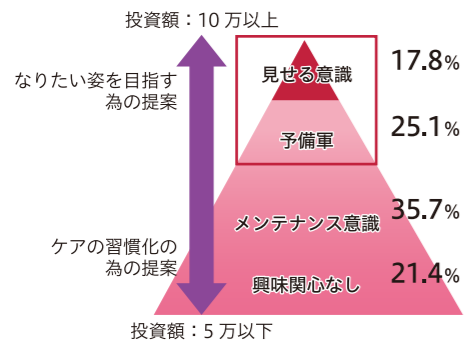 投資額：10 万以上
なりたい姿を目指す
為の提案
見せる意識
17.8%
予備軍
25.1%
メンテナンス意識
35.7%
ケアの習慣化の
為の提案
興味関心なし
21.4%
投資額：5 万以下